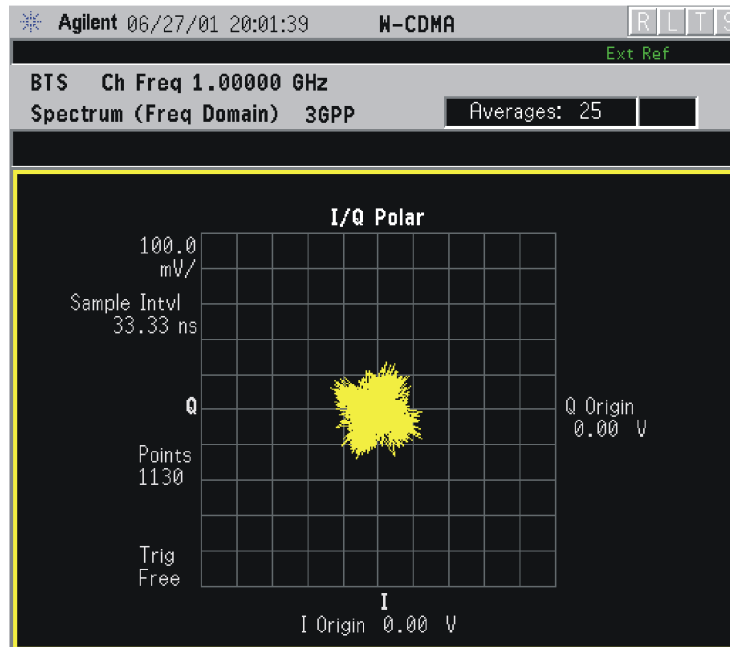 Agilent 06/27/01 20:01:39 W-CDMA R L T S
Ext Ref
BTS Ch Freq 1.00000 GHz
Spectrum (Freq Domain) 3GPP Averages: 25
I/Q Polar
100.0
mV/
Sample Intvl
33.33 ns
Q
Q Origin
0.00 V
Points
1130
Trig
Free
I
I Origin 0.00 V